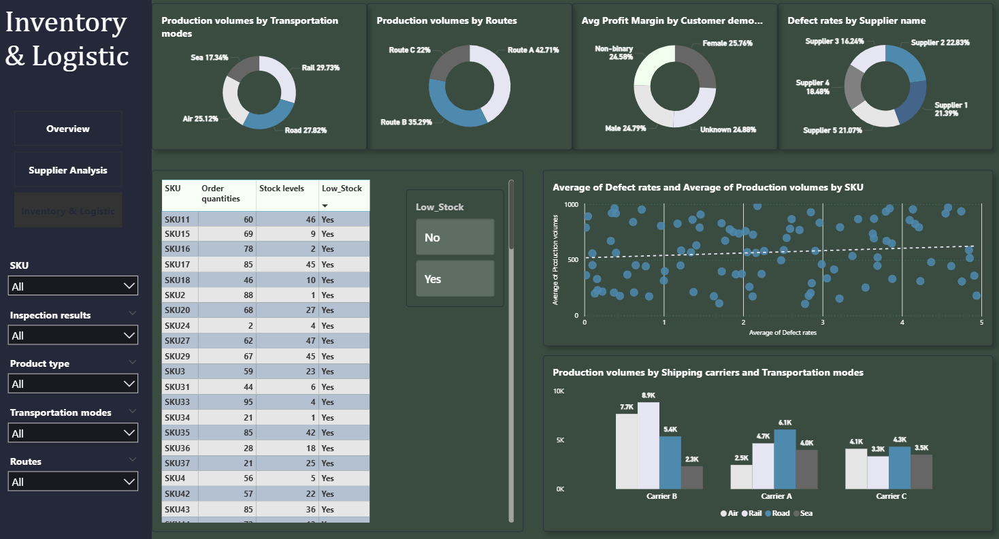 Inventory
& Logistic
Overview
Supplier Analysis
Inventory & Logistic
SKU
All
Inspection results
All
Product type
All
Transportation modes
All
Routes
All
Production volumes by Transportation
modes
Sea 17.34%
Rail 29.73%
Air 25.12%
Road 27.82%
Production volumes by Routes
Route C 22%
Route A 42.71%
Route B 35.29%
Avg Profit Margin by Customer demo...
Non-binary
24.58%
Female 25.76%
Male 24.79%
Unknown 24.88%
Defect rates by Supplier name
Supplier 3 16.24%
Supplier 2 22.83%
Supplier 4
18.48%
Supplier 1
21.39%
Supplier 5 21.07%
SKU Order quantities Stock levels Low_Stock
SKU11 60 46 Yes
SKU15 69 9 Yes
SKU16 78 2 Yes
SKU17 85 45 Yes
SKU18 46 10 Yes
SKU2 88 1 Yes
SKU20 68 27 Yes
SKU24 2 4 Yes
SKU27 62 47 Yes
SKU29 67 45 Yes
SKU3 59 23 Yes
SKU31 44 6 Yes
SKU33 95 4 Yes
SKU34 21 1 Yes
SKU35 85 42 Yes
SKU36 28 18 Yes
SKU37 21 25 Yes
SKU4 56 5 Yes
SKU42 57 22 Yes
SKU43 85 36 Yes
Low_Stock
No
Yes
Average of Defect rates and Average of Production volumes by SKU
Average of Production volumes
1000
500
0
0 1 2 3 4 5
Average of Defect rates
Production volumes by Shipping carriers and Transportation modes
10K
5K
0K
7.7K 8.9K 5.4K 2.3K
2.5K 4.7K 6.1K 4.0K
4.1K 3.3K 4.3K 3.5K
Carrier B Carrier A Carrier C
Air Rail Road Sea